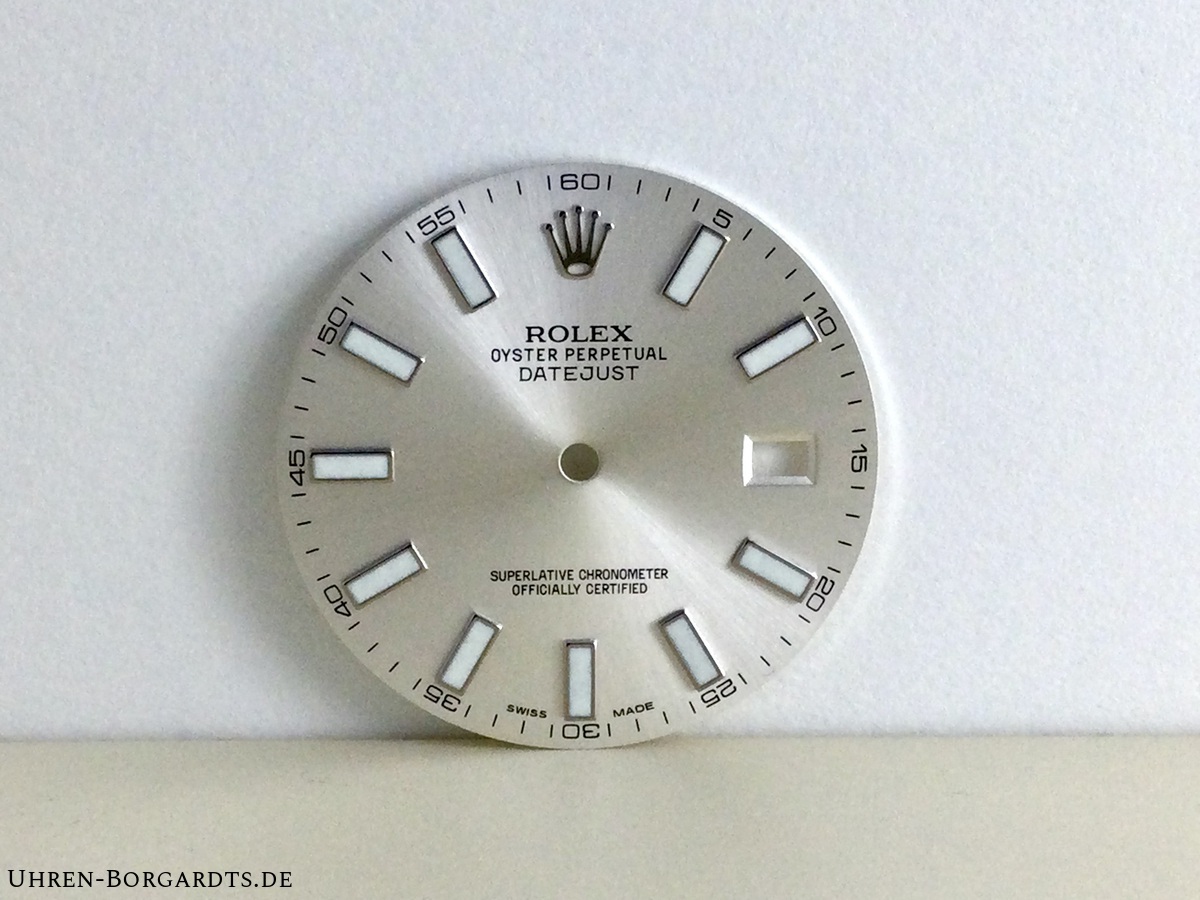 60
55
5
50
10
ROLEX
OYSTER PERPETUAL
DATEJUST
45
15
SUPERLATIVE CHRONOMETER
OFFICIALLY CERTIFIED
40
20
35
25
SWISS MADE
30
UHREN-BORGARDTS.DE